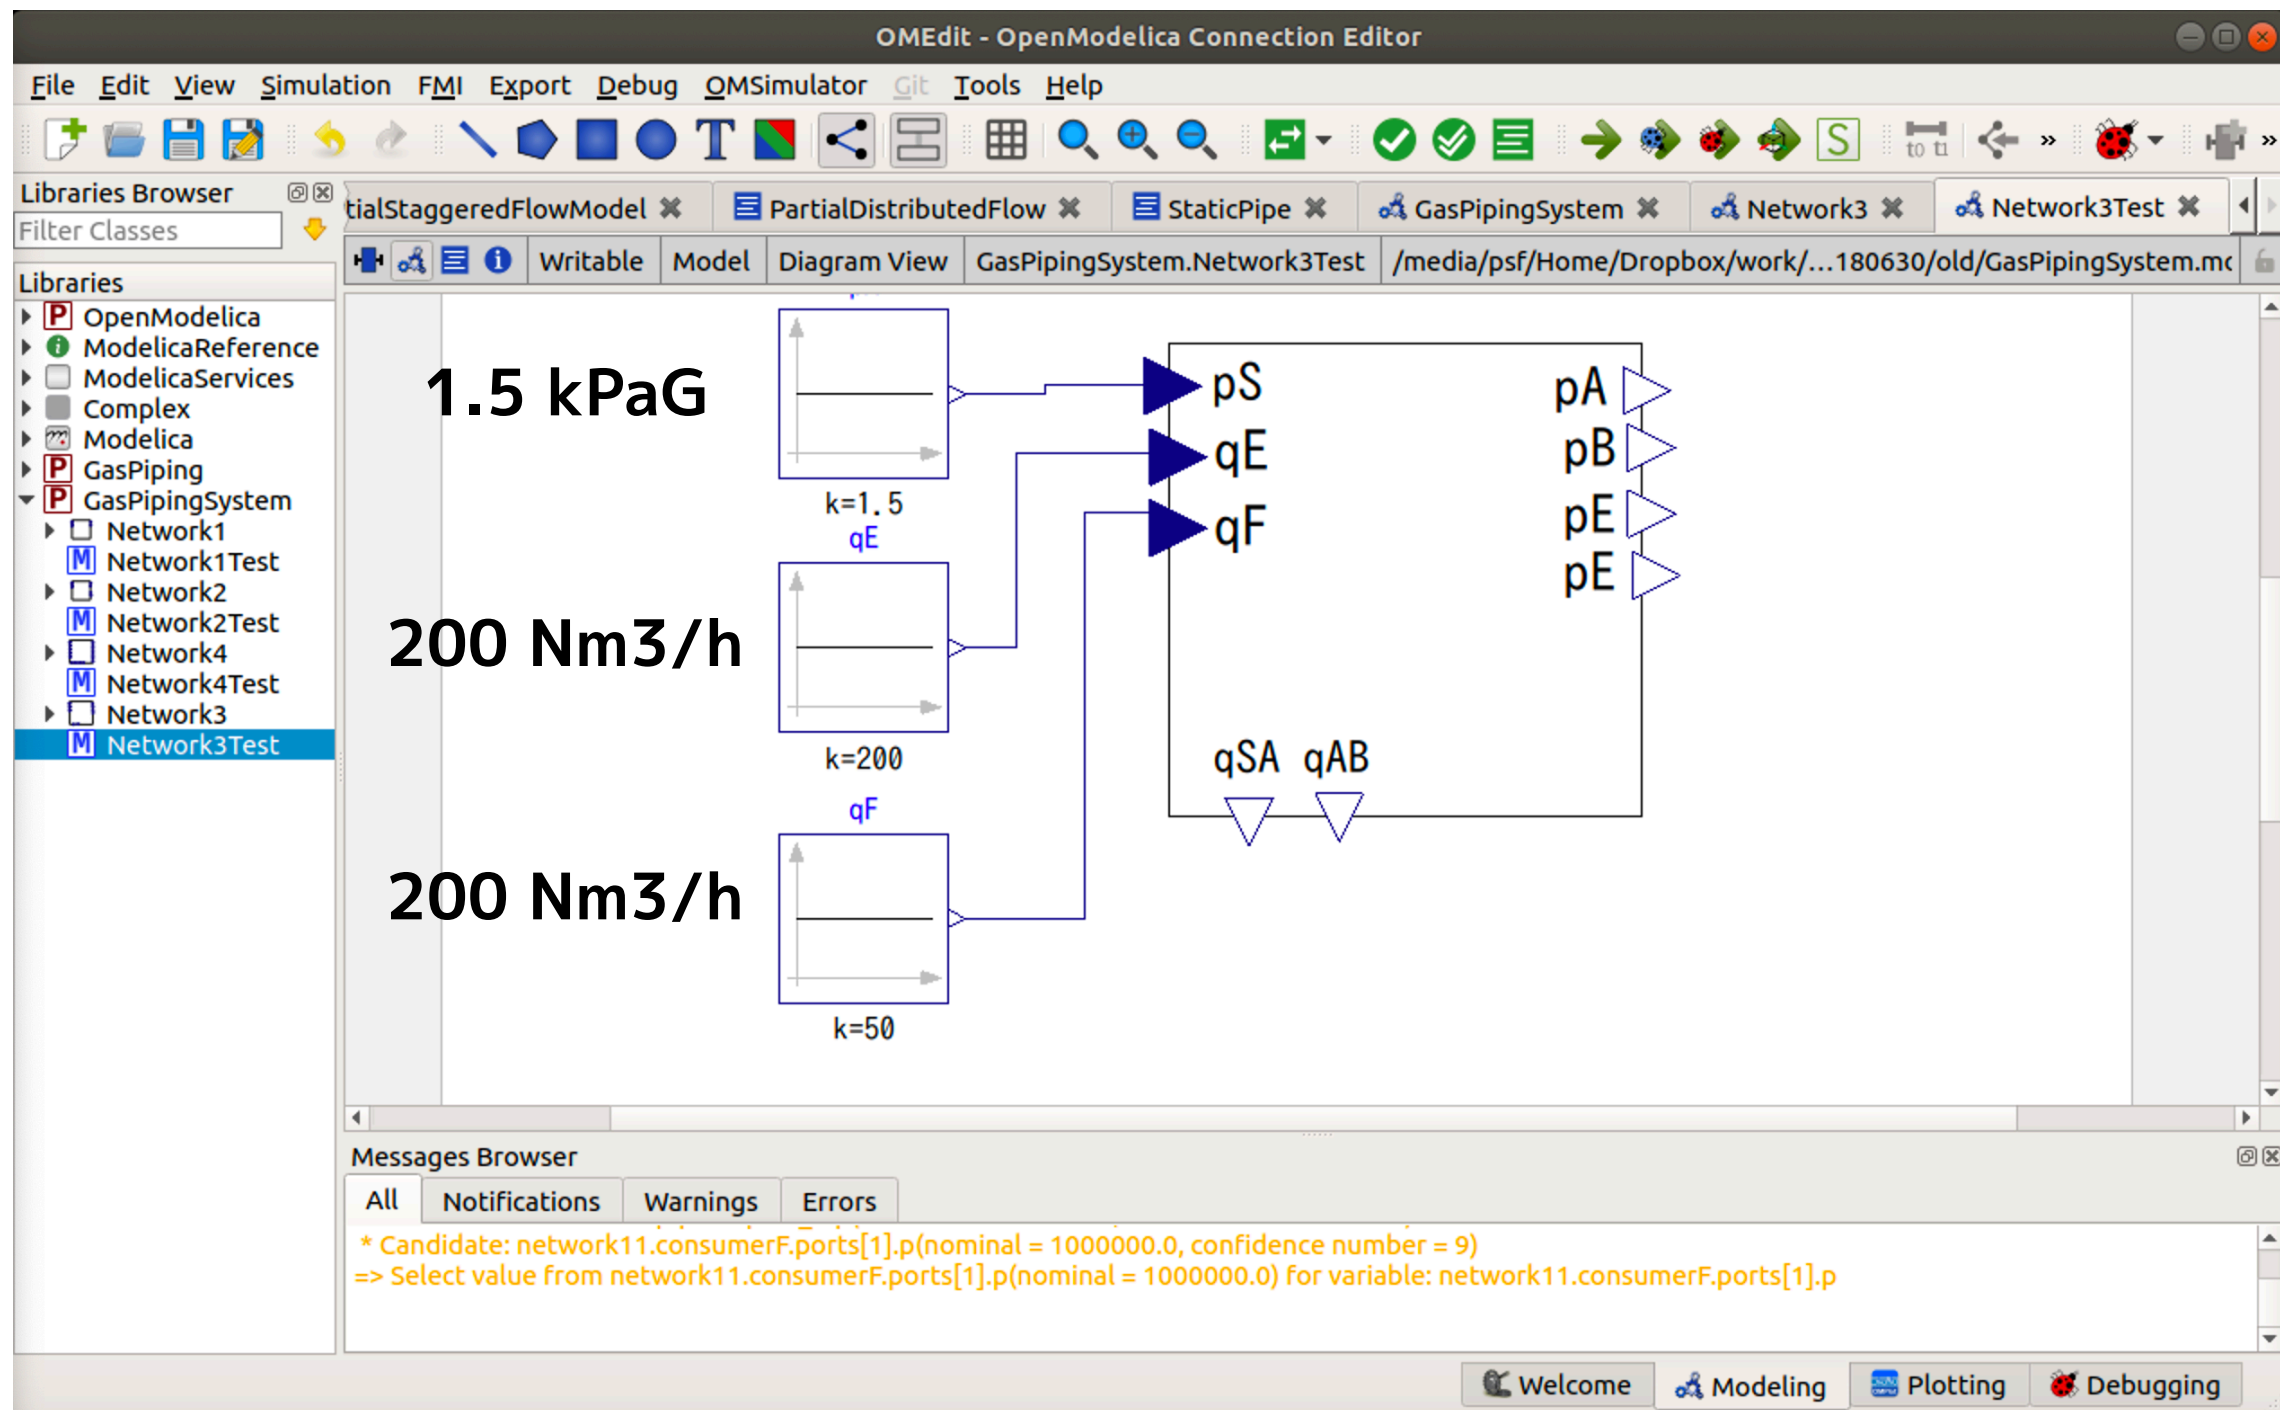 OMEdit - OpenModelica Connection Editor
File Edit View Simulation FMI Export Debug OMSimulator Git Tools Help
T S to t1 » »
Libraries Browser
Filter Classes
tialStaggeredFlowModel PartialDistributedFlow StaticPipe GasPipingSystem Network3 Network3Test
Writable Model Diagram View GasPipingSystem.Network3Test /media/psf/Home/Dropbox/work/...180630/old/GasPipingSystem.mo
Libraries
P OpenModelica
ModelicaReference
ModelicaServices
Complex
Modelica
P GasPiping
P GasPipingSystem
Network1
M Network1Test
Network2
M Network2Test
Network4
M Network4Test
Network3
M Network3Test
1.5 kPaG
k=1.5
qE
200 Nm3/h
k=200
qF
200 Nm3/h
k=50
pS
qE
qF
pA
pB
pE
pE
qSA qAB
Messages Browser
All Notifications Warnings Errors
* Candidate: network11.consumerF.ports[1].p(nominal = 1000000.0, confidence number = 9)
=> Select value from network11.consumerF.ports[1].p(nominal = 1000000.0) for variable: network11.consumerF.ports[1].p
Welcome Modeling Plotting Debugging